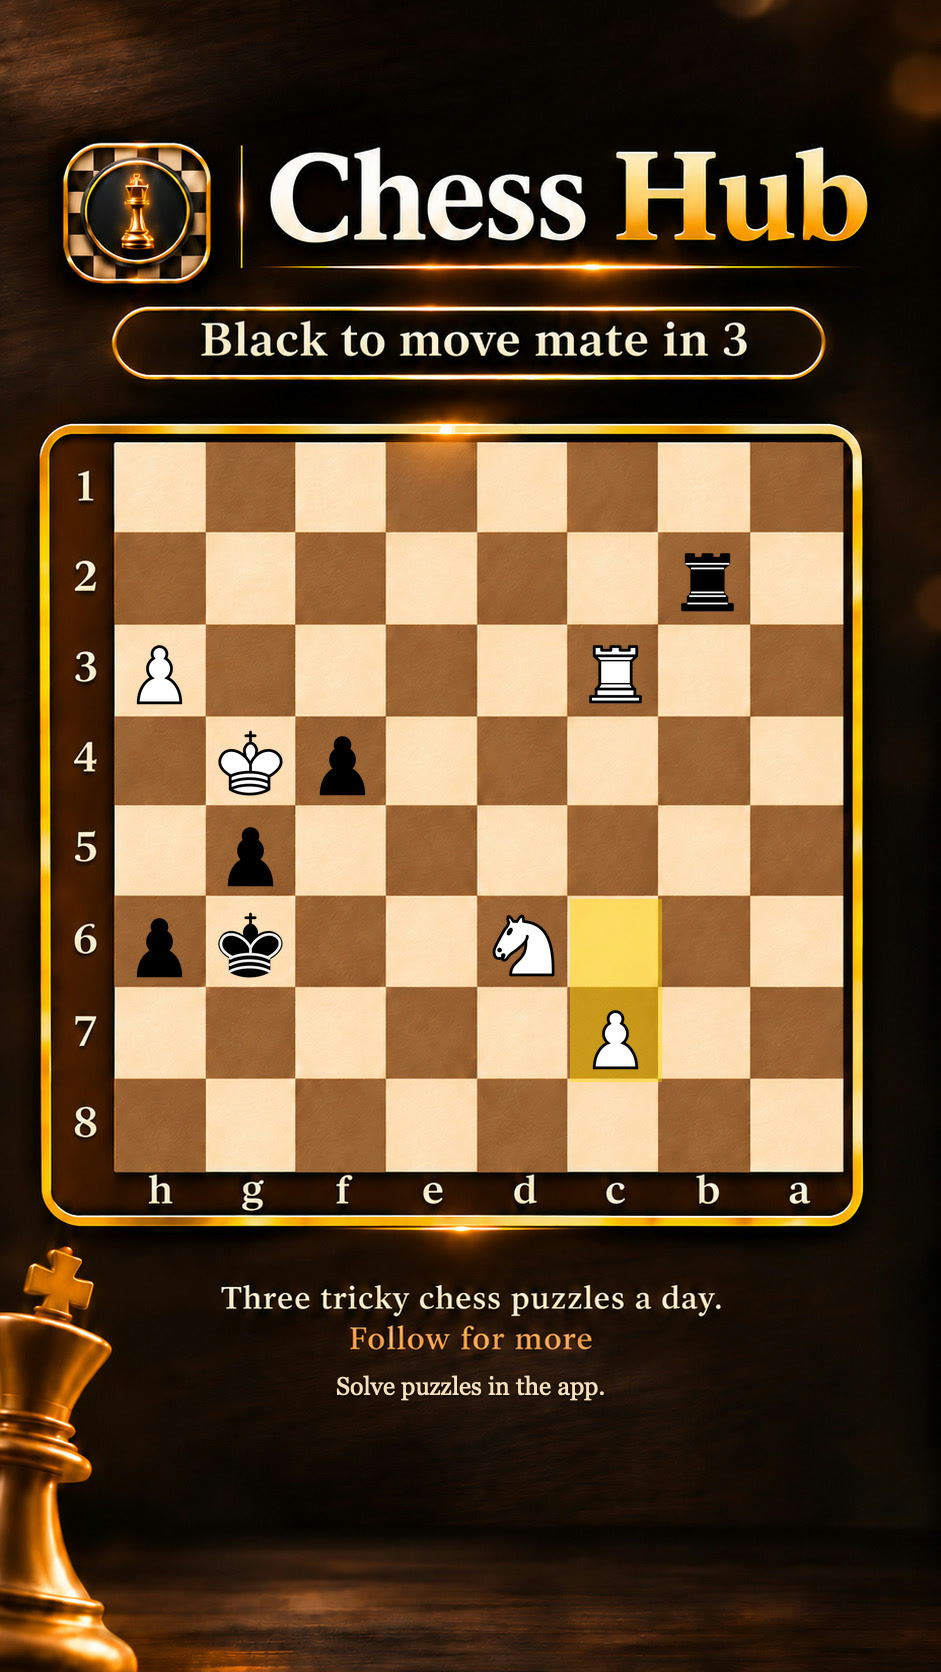 Chess Hub
Black to move mate in 3
1
2
3
4
5
6
7
8
h g f e d c b a
Three tricky chess puzzles a day.
Follow for more
Solve puzzles in the app.